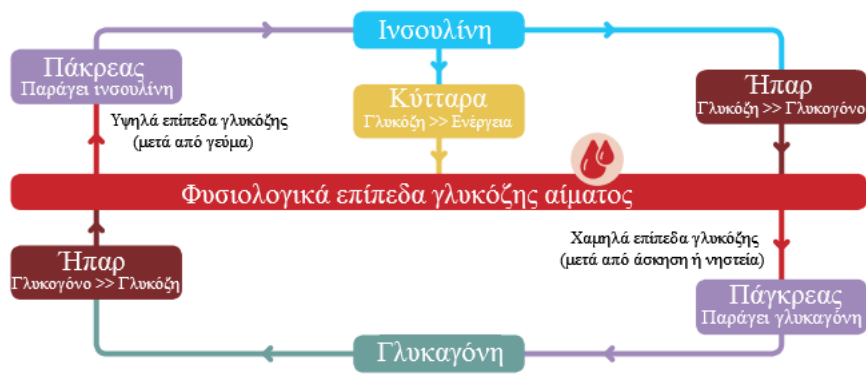 Ινσουλίνη
Πάκρεας
Παράγει ινσουλίνη
Κύτταρα
Γλυκόζη >> Ενέργεια
Ήπαρ
Γλυκόζη >> Γλυκογόνο
Υψηλά επίπεδα γλυκόζης
(μετά από γεύμα)
Φυσιολογικά επίπεδα γλυκόζης αίματος
Χαμηλά επίπεδα γλυκόζης
(μετά από άσκηση ή νηστεία)
Ήπαρ
Γλυκογόνο >> Γλυκόζη
Πάγκρεας
Παράγει γλυκαγόνη
Γλυκαγόνη